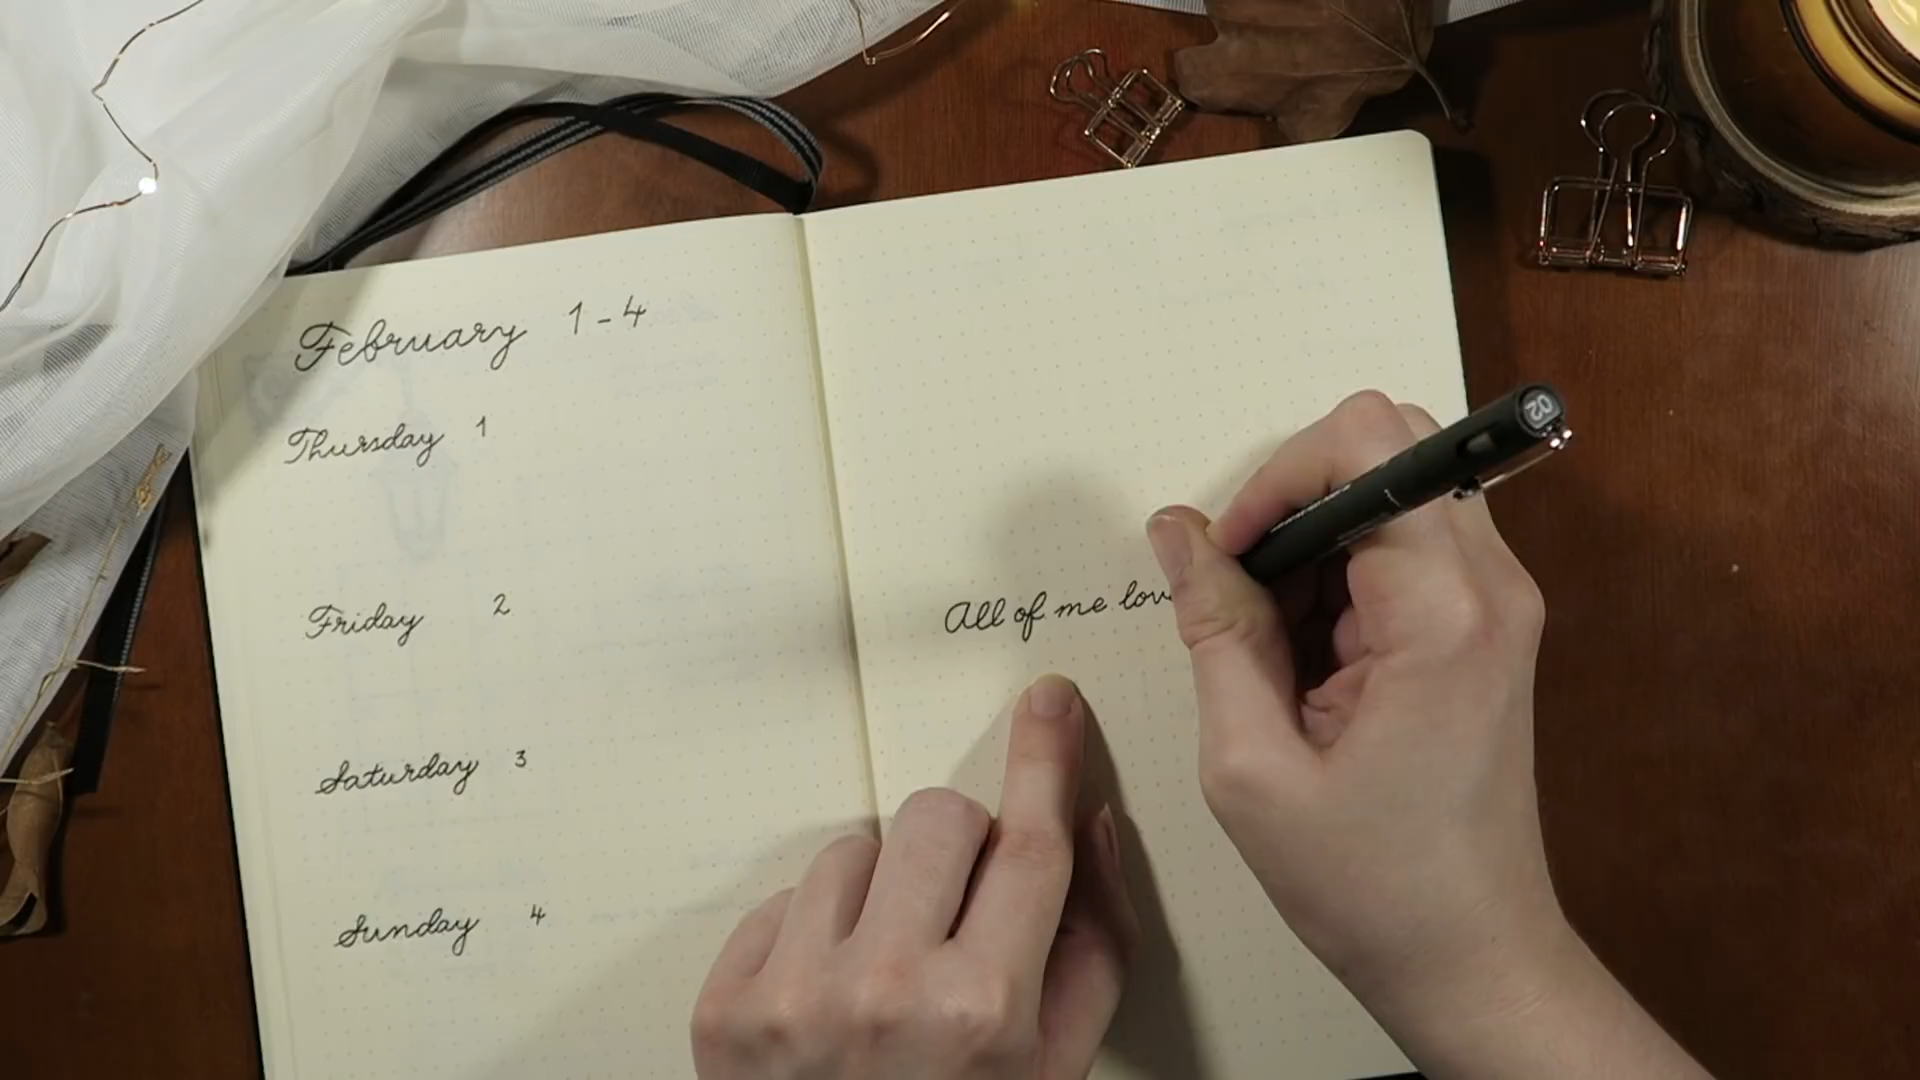 February 1-4
Thursday 1
Friday 2
Saturday 3
Sunday 4
All of me lov
02